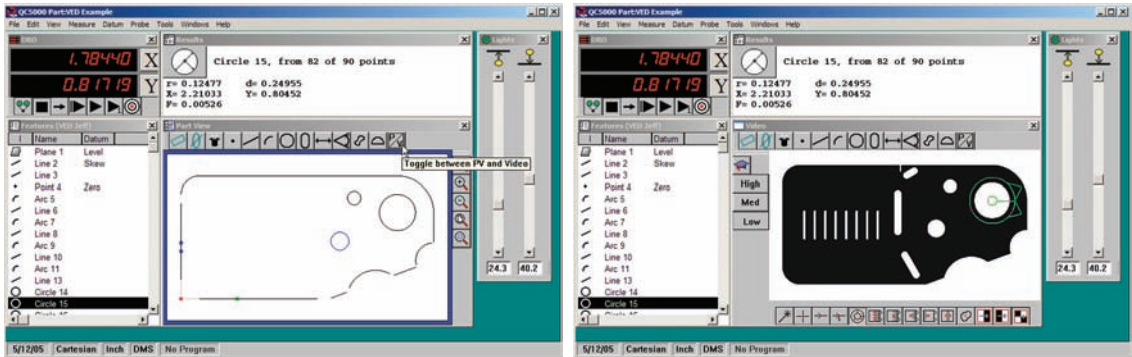 QC5000 Part:VED Example
File Edit View Measure Datum Probe Tools Windows Help
DRO
1.78440 X
0.81719 Y
Results
Circle 15, from 82 of 90 points
r= 0.12477 d= 0.24955
X= 2.21033 Y= 0.80452
F= 0.00526
Lights
Features (VED Jeff)
Name Datum
Plane 1 Level
Line 2 Skew
Line 3
Point 4 Zero
Arc 5
Line 6
Arc 7
Line 8
Arc 9
Line 10
Arc 11
Line 13
Circle 14
Circle 15
Part View
Toggle between PV and Video
24.3 40.2
5/12/05 Cartesian Inch DMS No Program
QC5000 Part:VED Example
File Edit View Measure Datum Probe Tools Windows Help
DRO
1.78440 X
0.81719 Y
Results
Circle 15, from 82 of 90 points
r= 0.12477 d= 0.24955
X= 2.21033 Y= 0.80452
F= 0.00526
Lights
Features (VED Jeff)
Name Datum
Plane 1 Level
Line 2 Skew
Line 3
Point 4 Zero
Arc 5
Line 6
Arc 7
Line 8
Arc 9
Line 10
Arc 11
Line 13
Circle 14
Circle 15
Video
High
Med
Low
24.3 40.2
5/12/05 Cartesian Inch DMS No Program